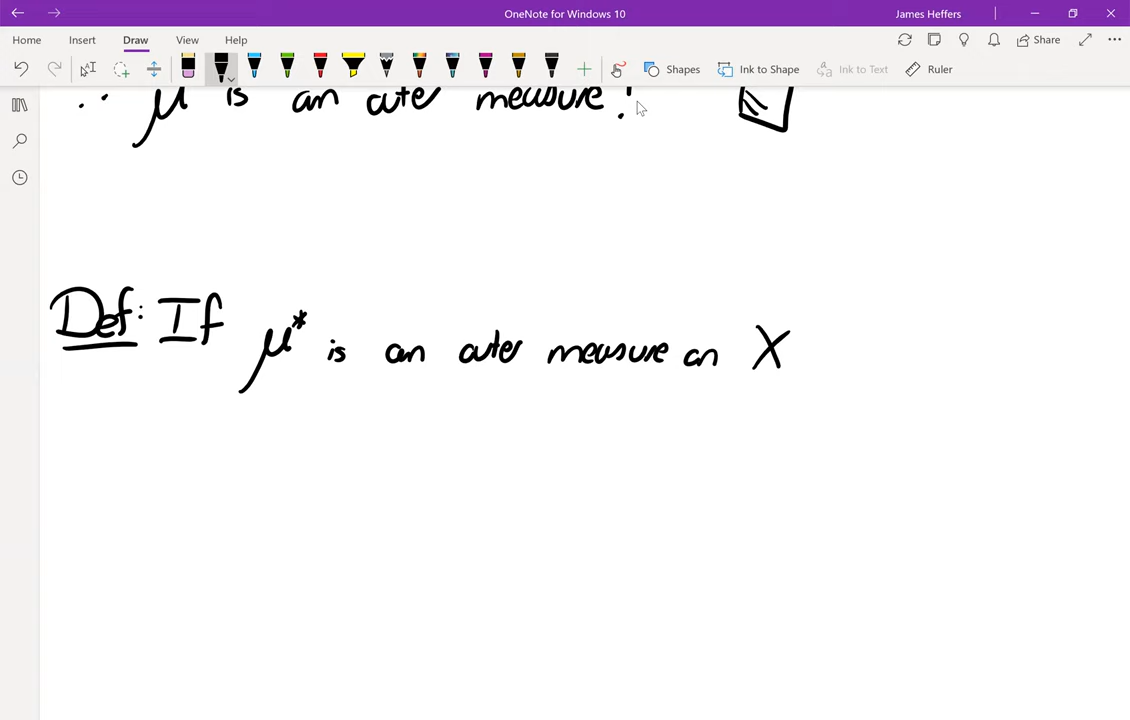 OneNote for Windows 10
James Heffers
Home Insert Draw View Help
Share
Shapes Ink to Shape Ink to Text Ruler
∴ μ is an outer measure!
Def: If μ* is an outer measure on X